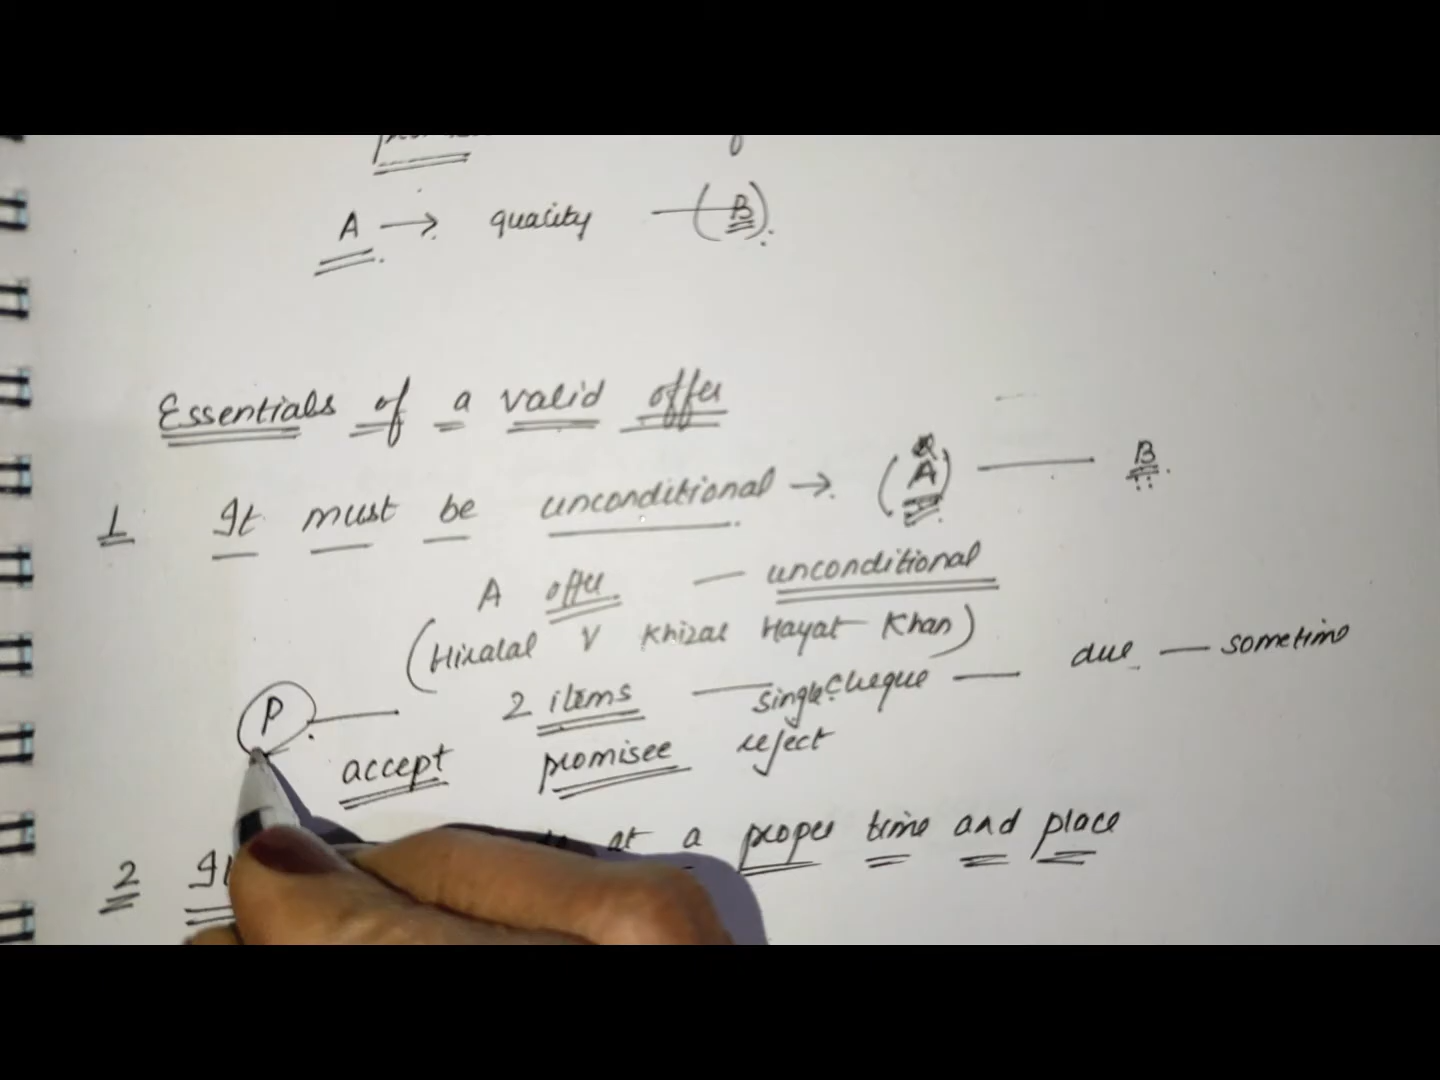 A → quality — (B)
Essentials of a valid offer
1 It must be unconditional → (A) — B
A offer — unconditional
(Hiralal V Khizar Hayat Khan)
P — 2 items — single cheque — due — sometime
accept promisee reject
2 at a proper time and place